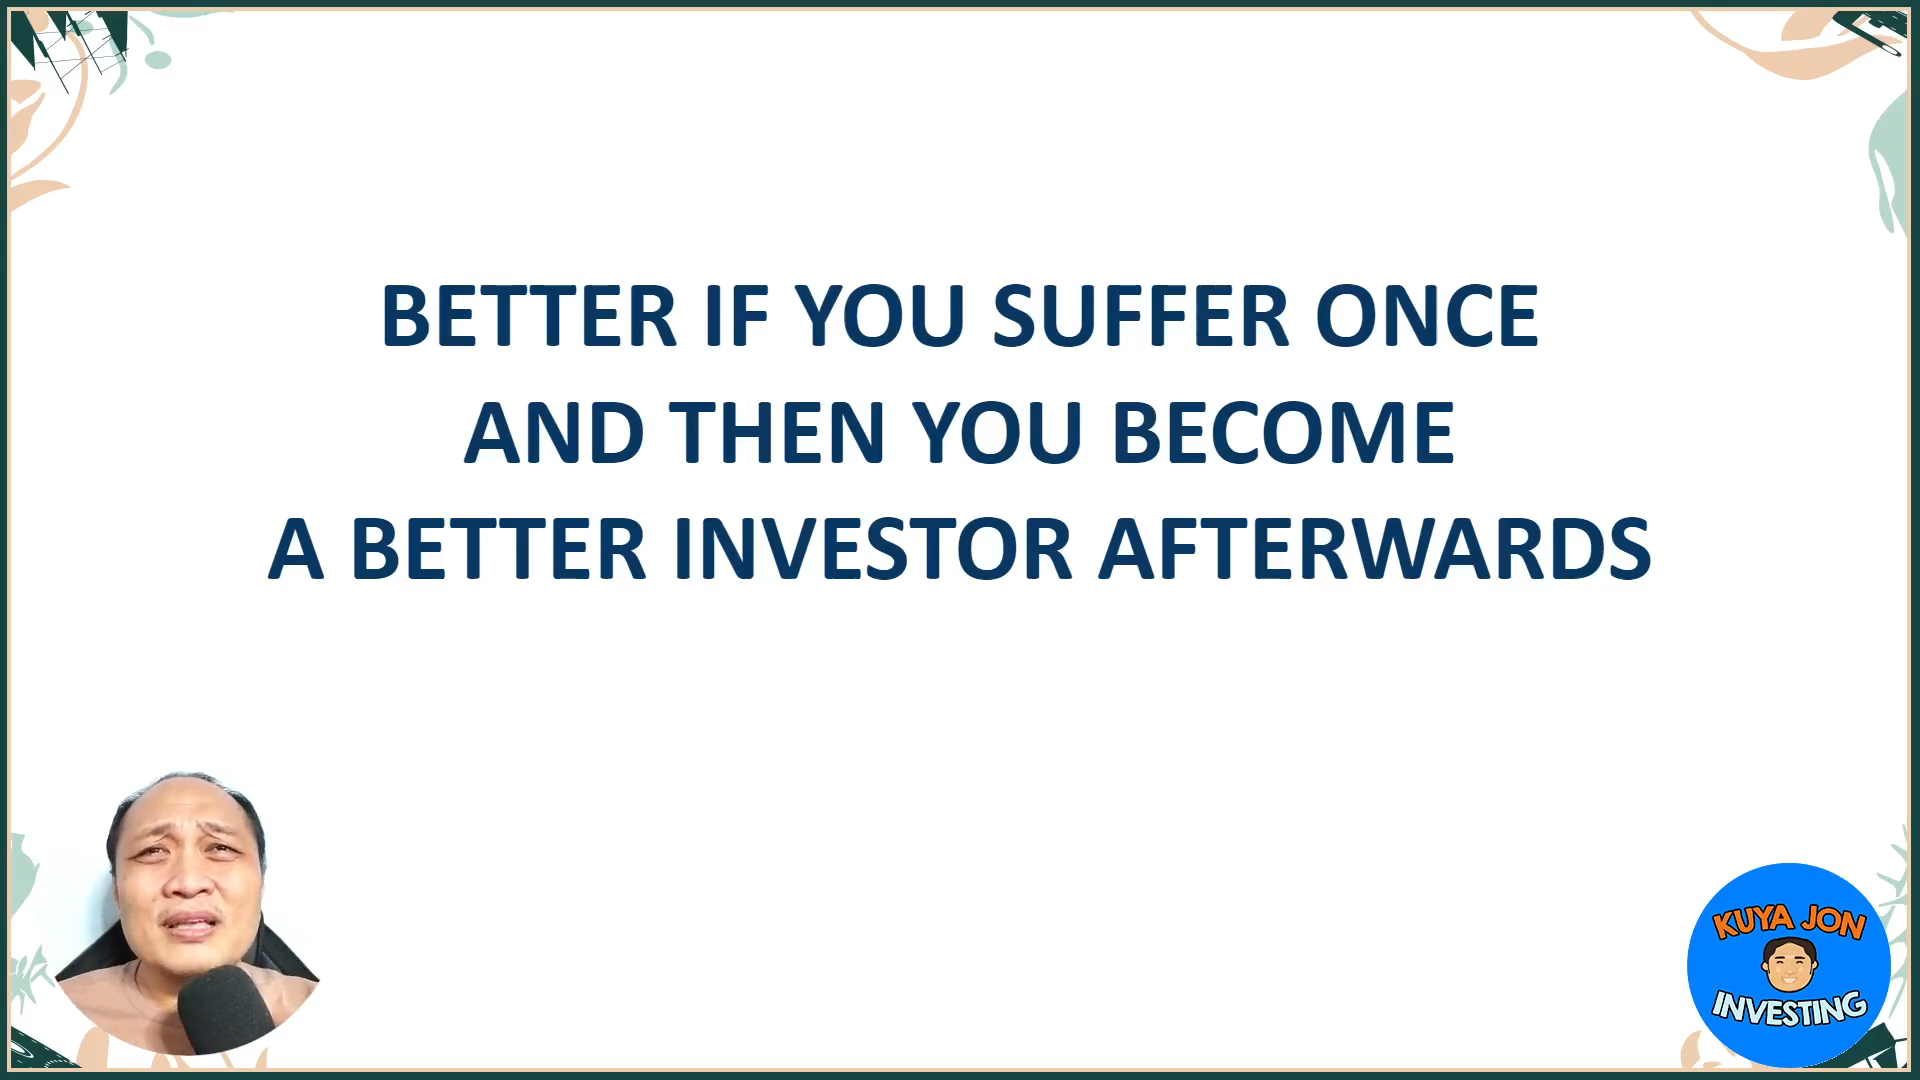 BETTER IF YOU SUFFER ONCE
AND THEN YOU BECOME
A BETTER INVESTOR AFTERWARDS
KUYA JON
INVESTING